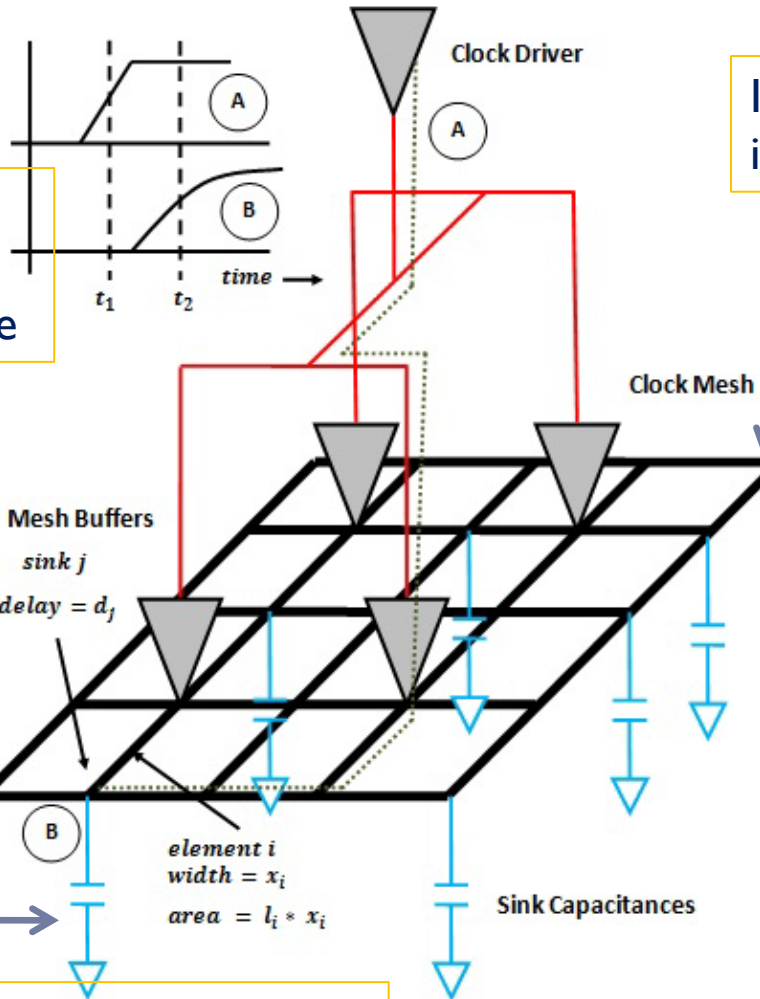 A
B
t₁
t₂
time
Clock Driver
A
Clock Mesh
Mesh Buffers
sink j
delay = dⱼ
B
element i
width = xᵢ
area = lᵢ * xᵢ
Sink Capacitances